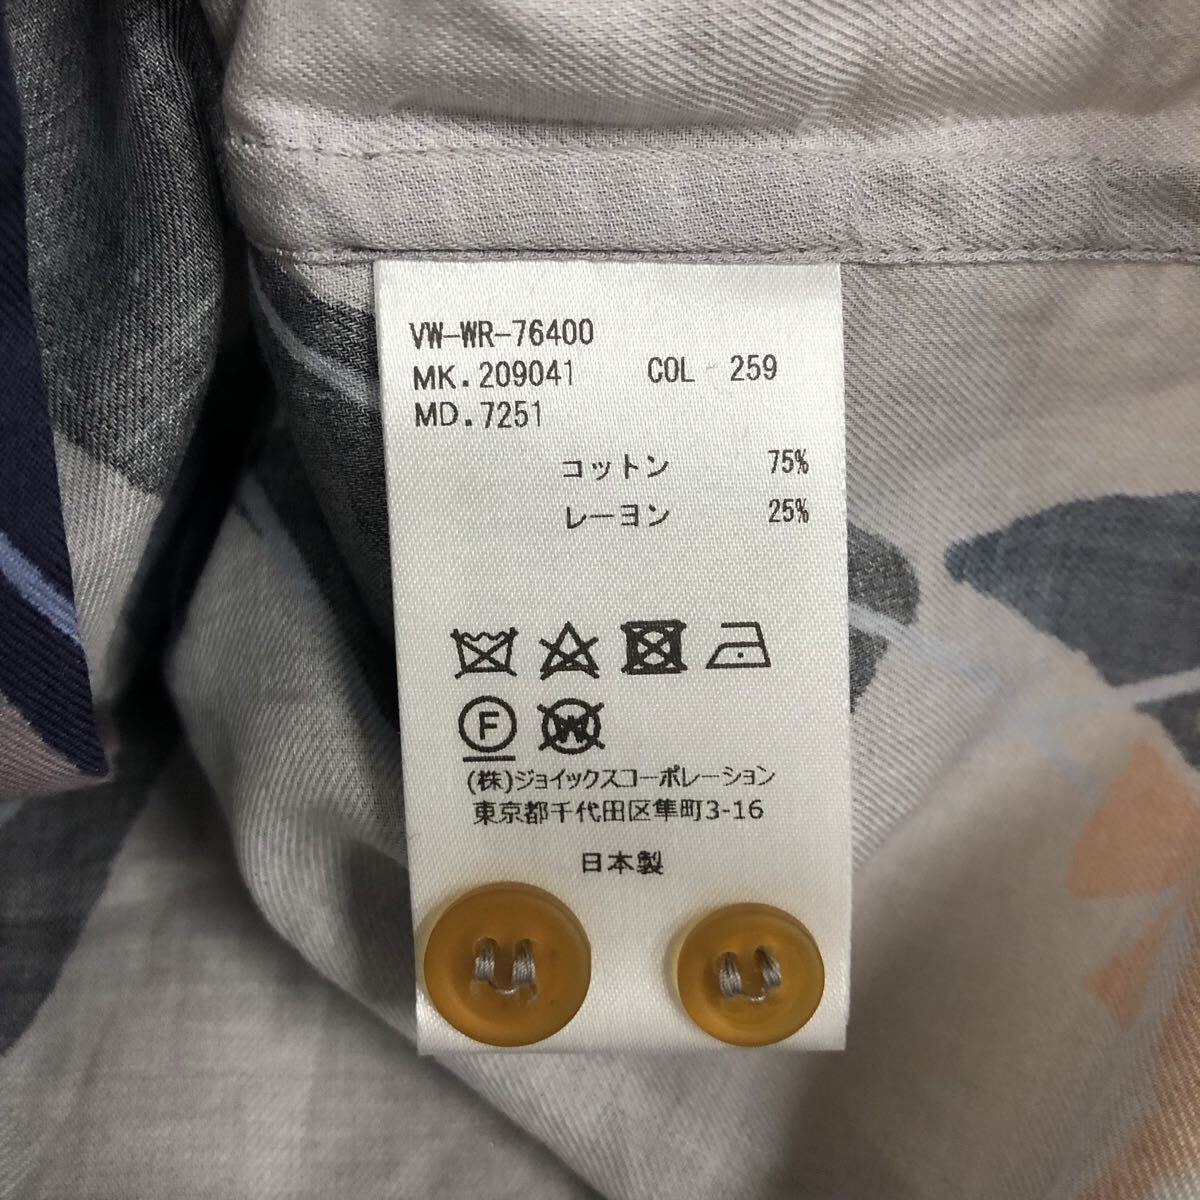 VW-WR-76400
MK.209041 COL 259
MD.7251
コットン 75%
レーヨン 25%
F W
(株)ジョイックスコーポレーション
東京都千代田区隼町3-16
日本製